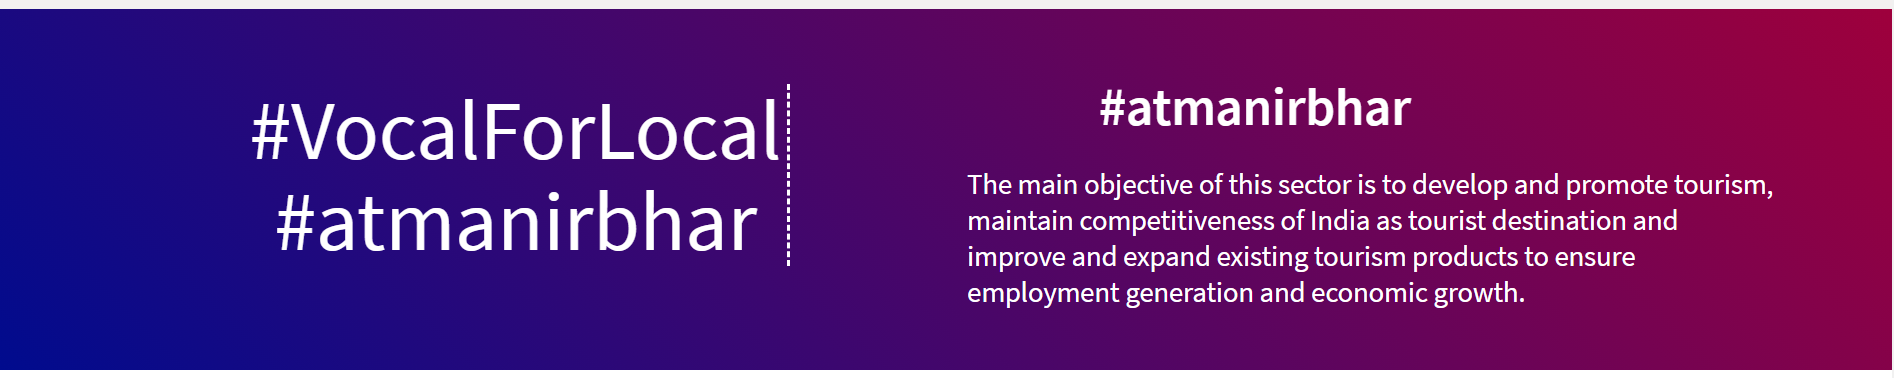 #VocalForLocal
#atmanirbhar
#atmanirbhar
The main objective of this sector is to develop and promote tourism,
maintain competitiveness of India as tourist destination and
improve and expand existing tourism products to ensure
employment generation and economic growth.